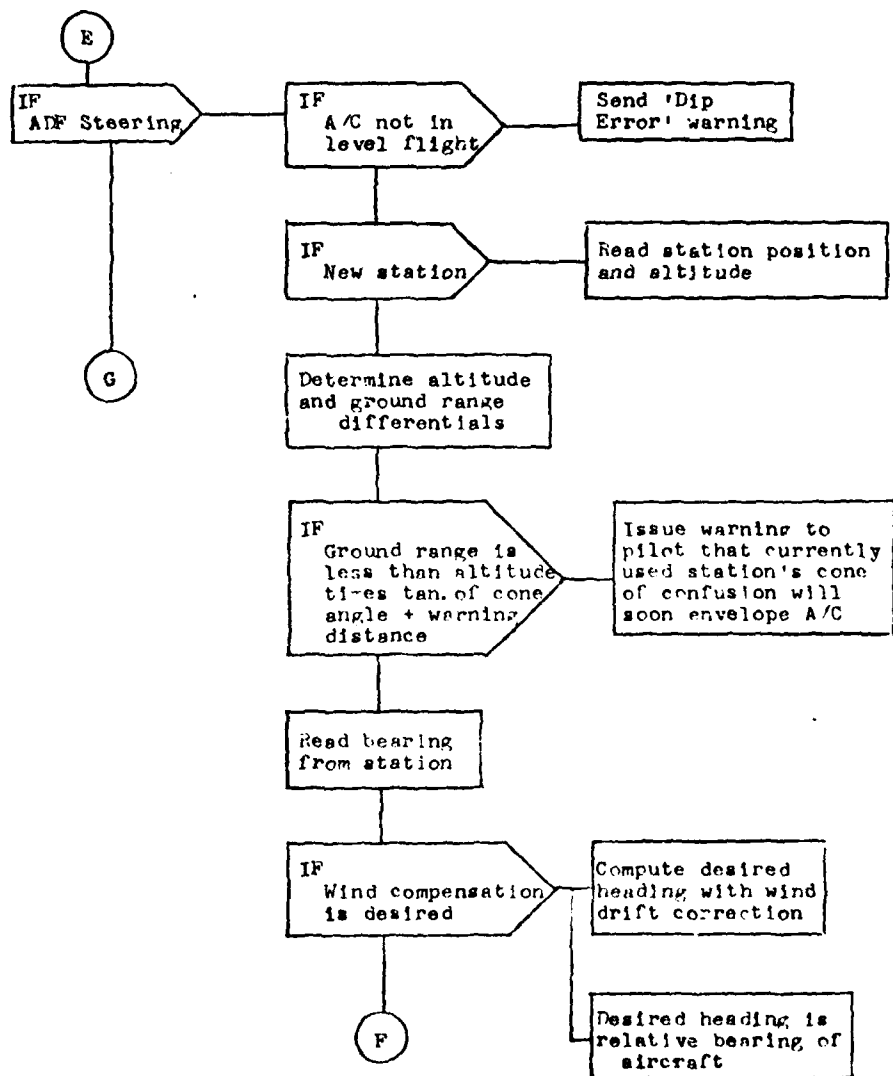 E
IF
ADF Steering
IF
A/C not in
level flight
Send 'Dip
Error' warning
IF
New station
Read station position
and altitude
G
Determine altitude
and ground range
differentials
IF
Ground range is
less than altitude
times tan. of cone
angle + warning
distance
Issue warning to
pilot that currently
used station's cone
of confusion will
soon envelope A/C
Read bearing
from station
IF
Wind compensation
is desired
Compute desired
heading with wind
drift correction
F
Desired heading is
relative bearing of
aircraft